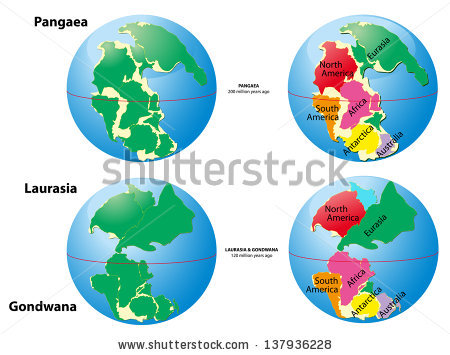 Pangaea
PANGAEA
200 million years ago
Eurasia
North
America
Africa
South
America
Antarctica
Australia
Laurasia
LAURASIA & GONDWANA
120 million years ago
North
America
Eurasia
Africa
South
America
Antarctica
Australia
Gondwana
shutterstock
www.shutterstock.com · 137936228